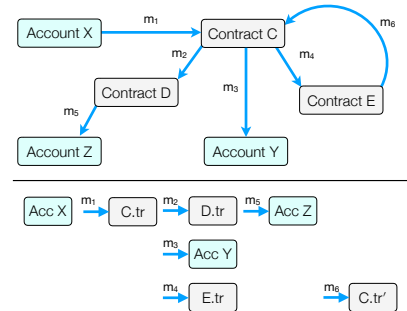 Account X m₁ Contract C m₆
m₂ m₄
m₃
Contract D Contract E
m₅
Account Z Account Y
m₁ m₂ m₅
Acc X C.tr D.tr Acc Z
m₃
Acc Y
m₄ m₆
E.tr C.tr′